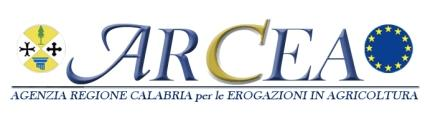 ARCEA
AGENZIA REGIONE CALABRIA per le EROGAZIONI IN AGRICOLTURA